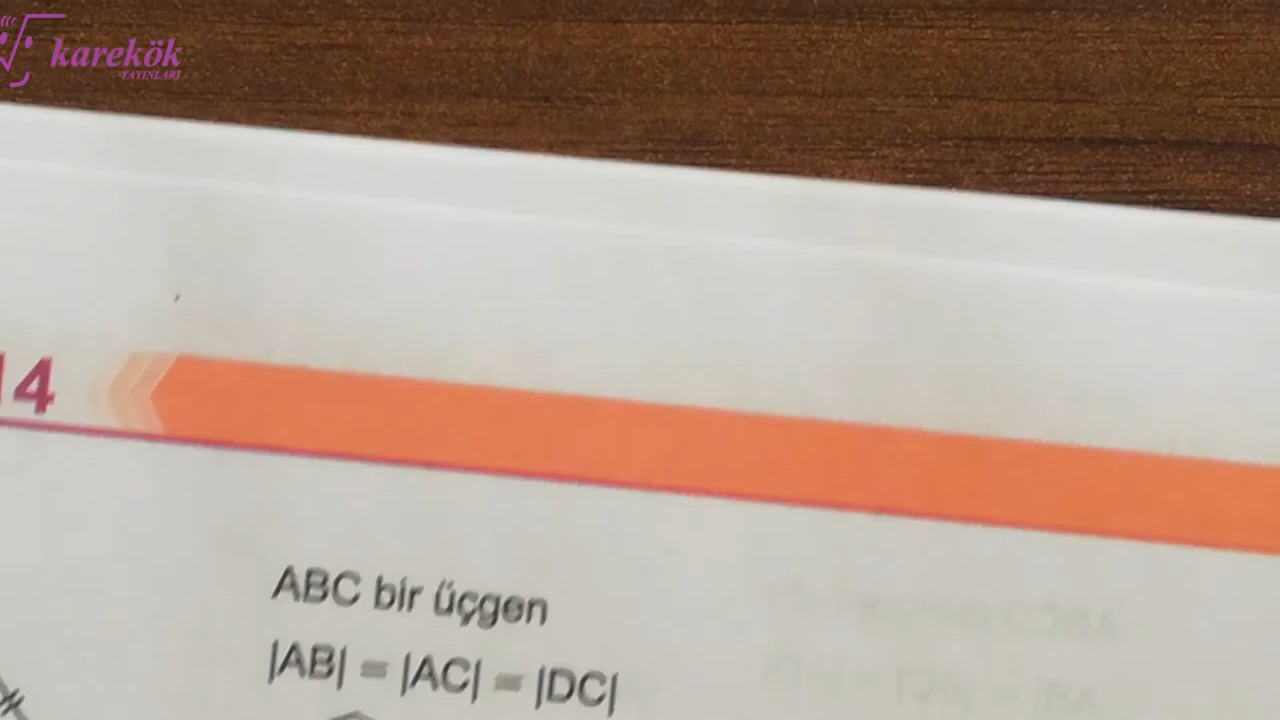 karekök
YAYINLARI
14
ABC bir üçgen
|AB| = |AC| = |DC|